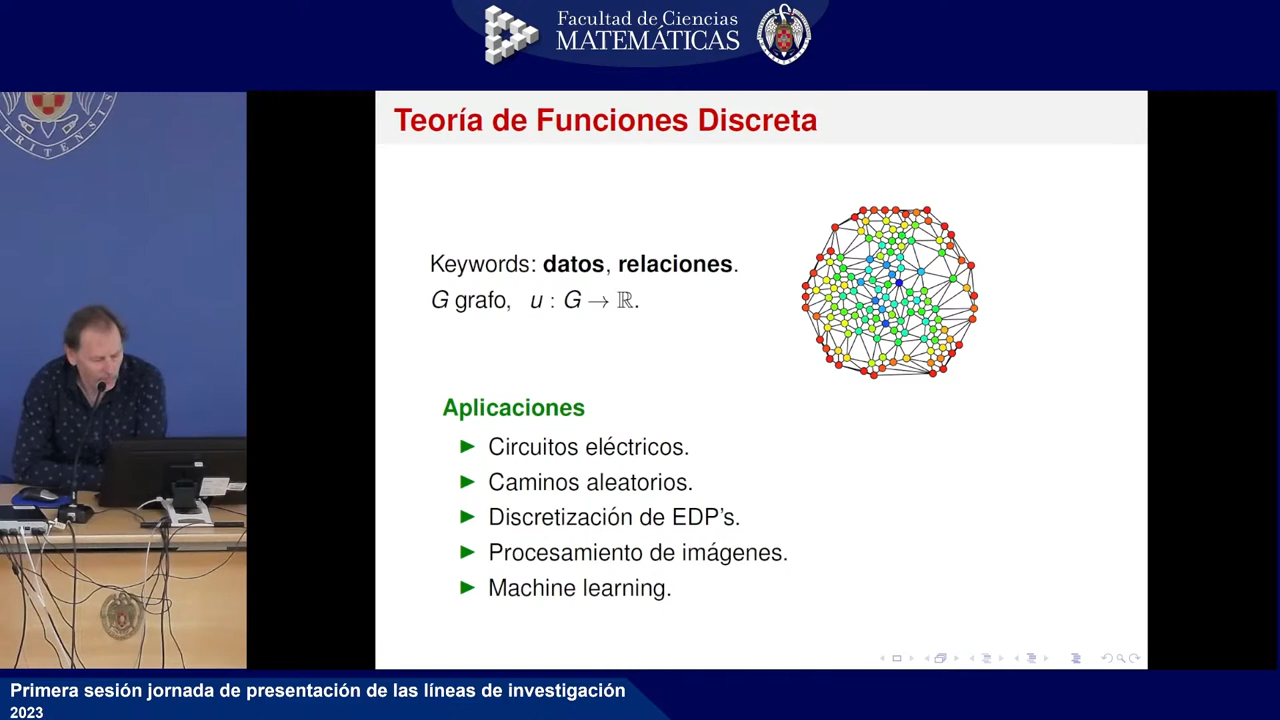 Facultad de Ciencias
MATEMÁTICAS
TRITENSIS
Teoría de Funciones Discreta
Keywords: datos, relaciones.
G grafo, u : G → ℝ.
Aplicaciones
Circuitos eléctricos.
Caminos aleatorios.
Discretización de EDP's.
Procesamiento de imágenes.
Machine learning.
Primera sesión jornada de presentación de las líneas de investigación
2023